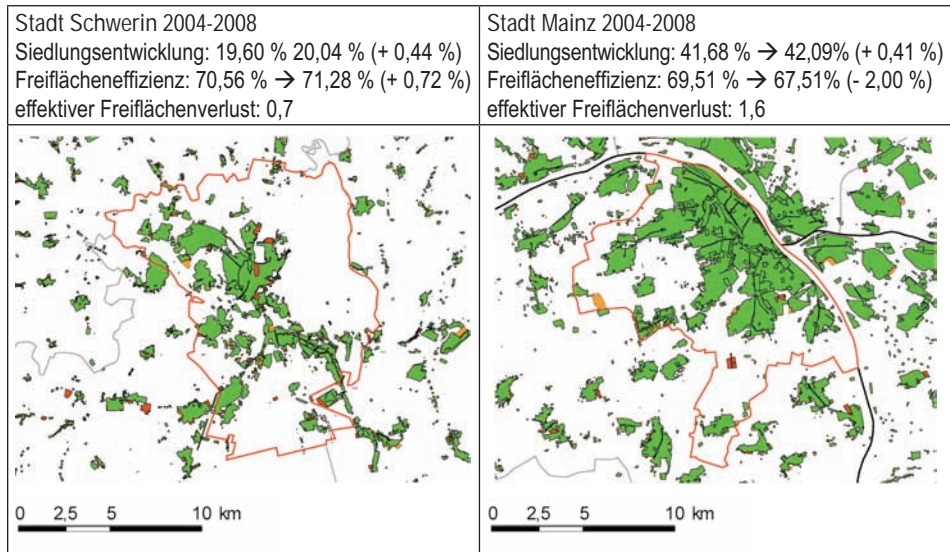 Stadt Schwerin 2004-2008
Siedlungsentwicklung: 19,60 % 20,04 % (+ 0,44 %)
Freiflächeneffizienz: 70,56 % → 71,28 % (+ 0,72 %)
effektiver Freiflächenverlust: 0,7
Stadt Mainz 2004-2008
Siedlungsentwicklung: 41,68 % → 42,09% (+ 0,41 %)
Freiflächeneffizienz: 69,51 % → 67,51% (- 2,00 %)
effektiver Freiflächenverlust: 1,6
0 2,5 5 10 km
0 2,5 5 10 km